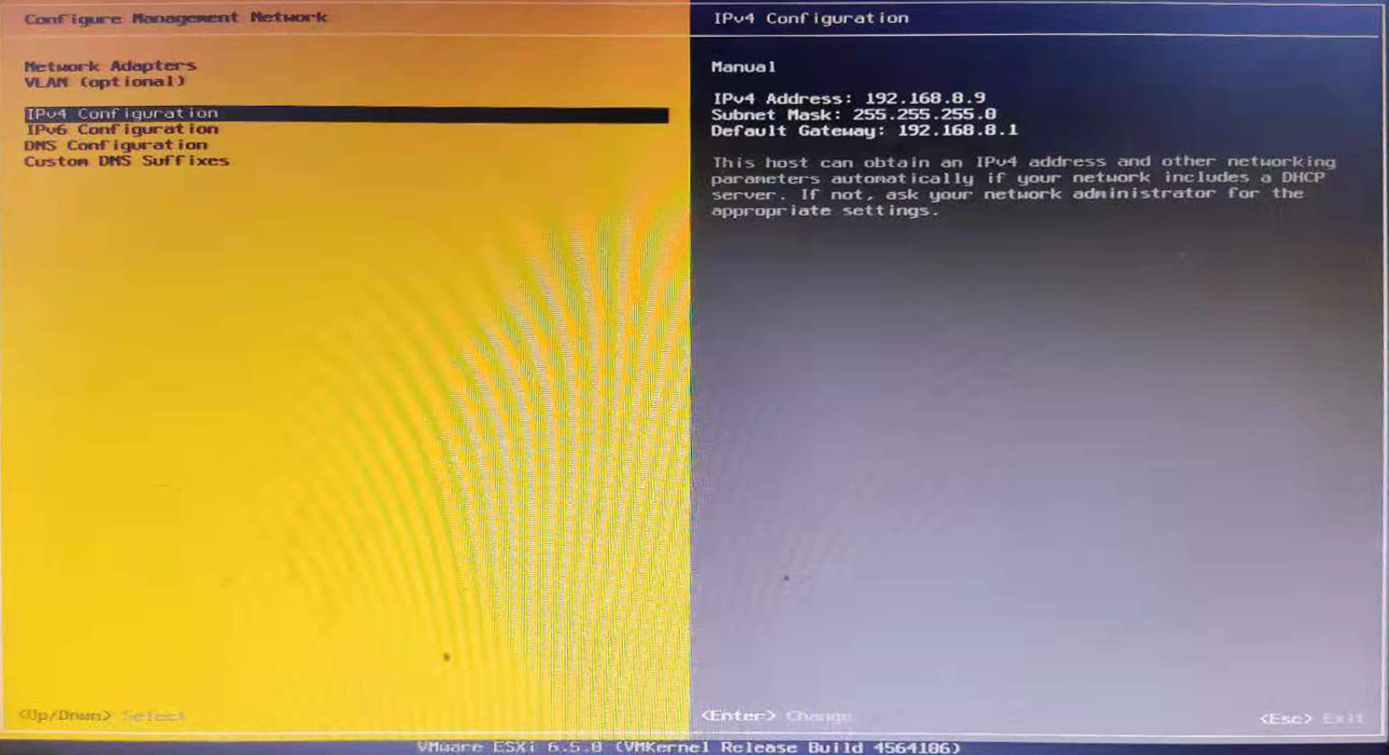 Configure Management Network
Network Adapters
VLAN (optional)
IPv4 Configuration
IPv6 Configuration
DNS Configuration
Custom DNS Suffixes
<Up/Down> Select
IPv4 Configuration
Manual
IPv4 Address: 192.168.8.9
Subnet Mask: 255.255.255.0
Default Gateway: 192.168.8.1
This host can obtain an IPv4 address and other networking
parameters automatically if your network includes a DHCP
server. If not, ask your network administrator for the
appropriate settings.
<Enter> Change
<Esc> Exit
VMware ESXi 6.5.0 (VMKernel Release Build 4564106)